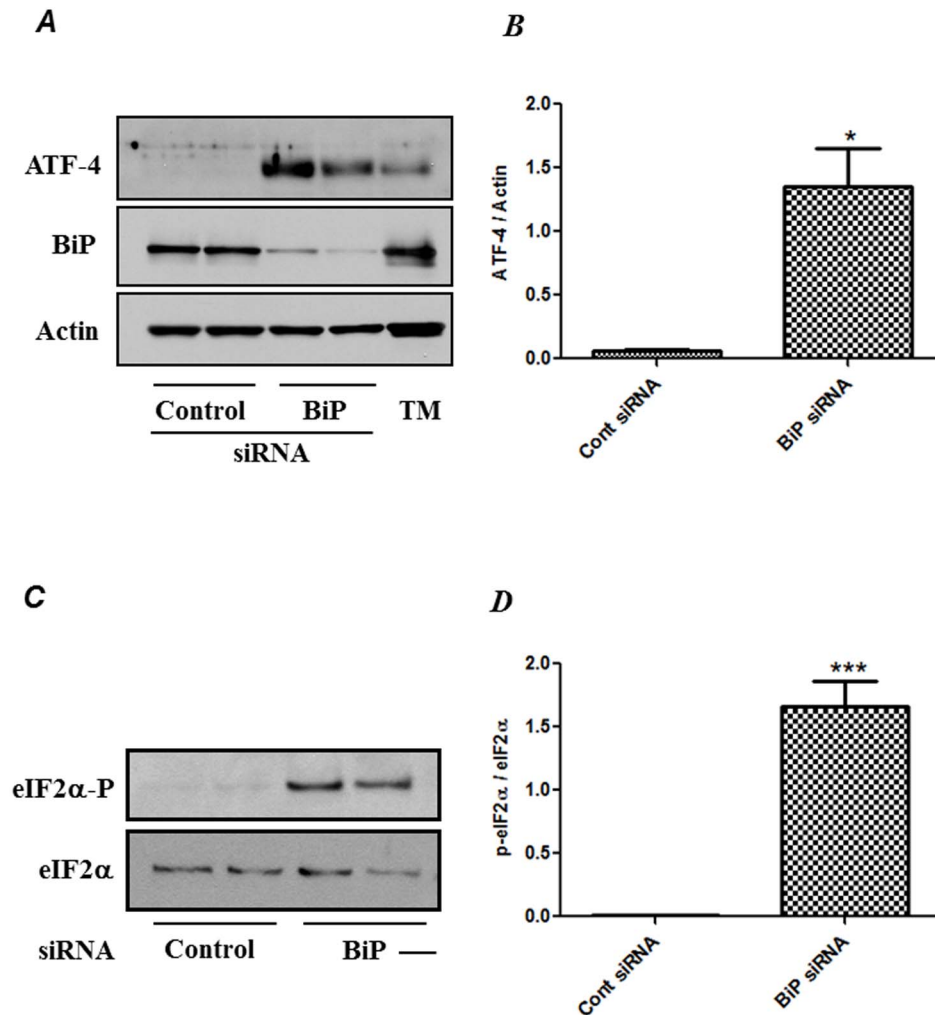 A
ATF-4
BiP
Actin
Control BiP TM
siRNA
B
ATF-4 / Actin
2.0
1.5
1.0
0.5
0.0
*
Cont siRNA
BiP siRNA
C
eIF2α-P
eIF2α
siRNA Control BiP
D
p-eIF2α / eIF2α
2.0
1.5
1.0
0.5
0.0
***
Cont siRNA
BiP siRNA